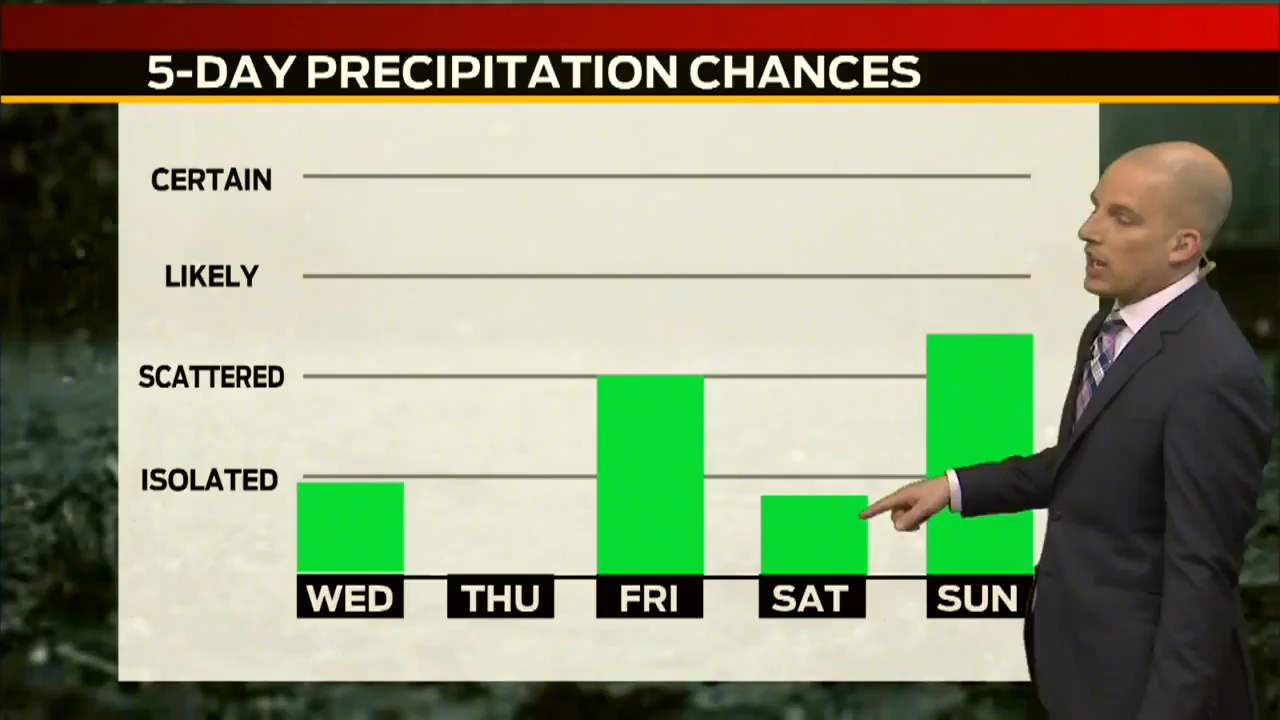 5-DAY PRECIPITATION CHANCES
CERTAIN
LIKELY
SCATTERED
ISOLATED
WED THU FRI SAT SUN